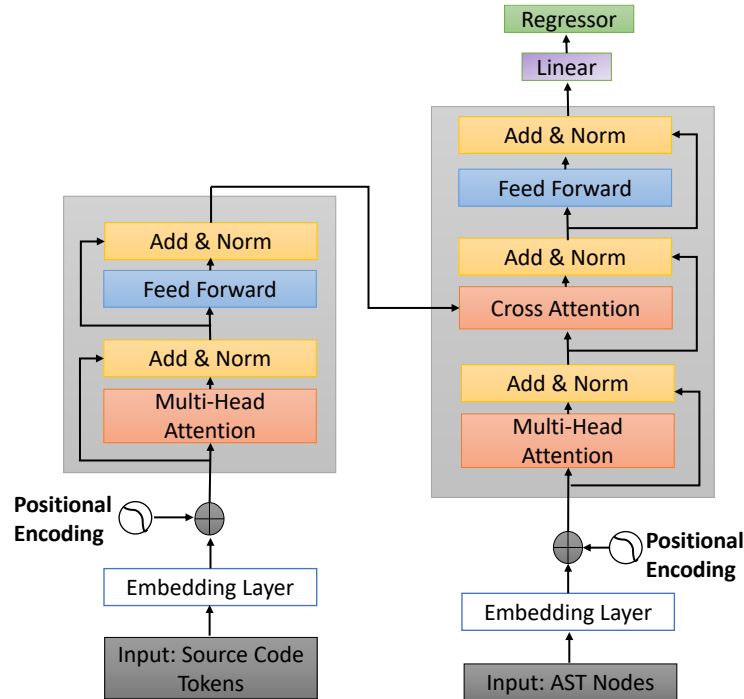 Regressor
Linear
Add & Norm
Feed Forward
Add & Norm
Cross Attention
Add & Norm
Multi-Head
Attention
Positional
Encoding
Embedding Layer
Input: AST Nodes
Add & Norm
Feed Forward
Add & Norm
Multi-Head
Attention
Positional
Encoding
Embedding Layer
Input: Source Code
Tokens